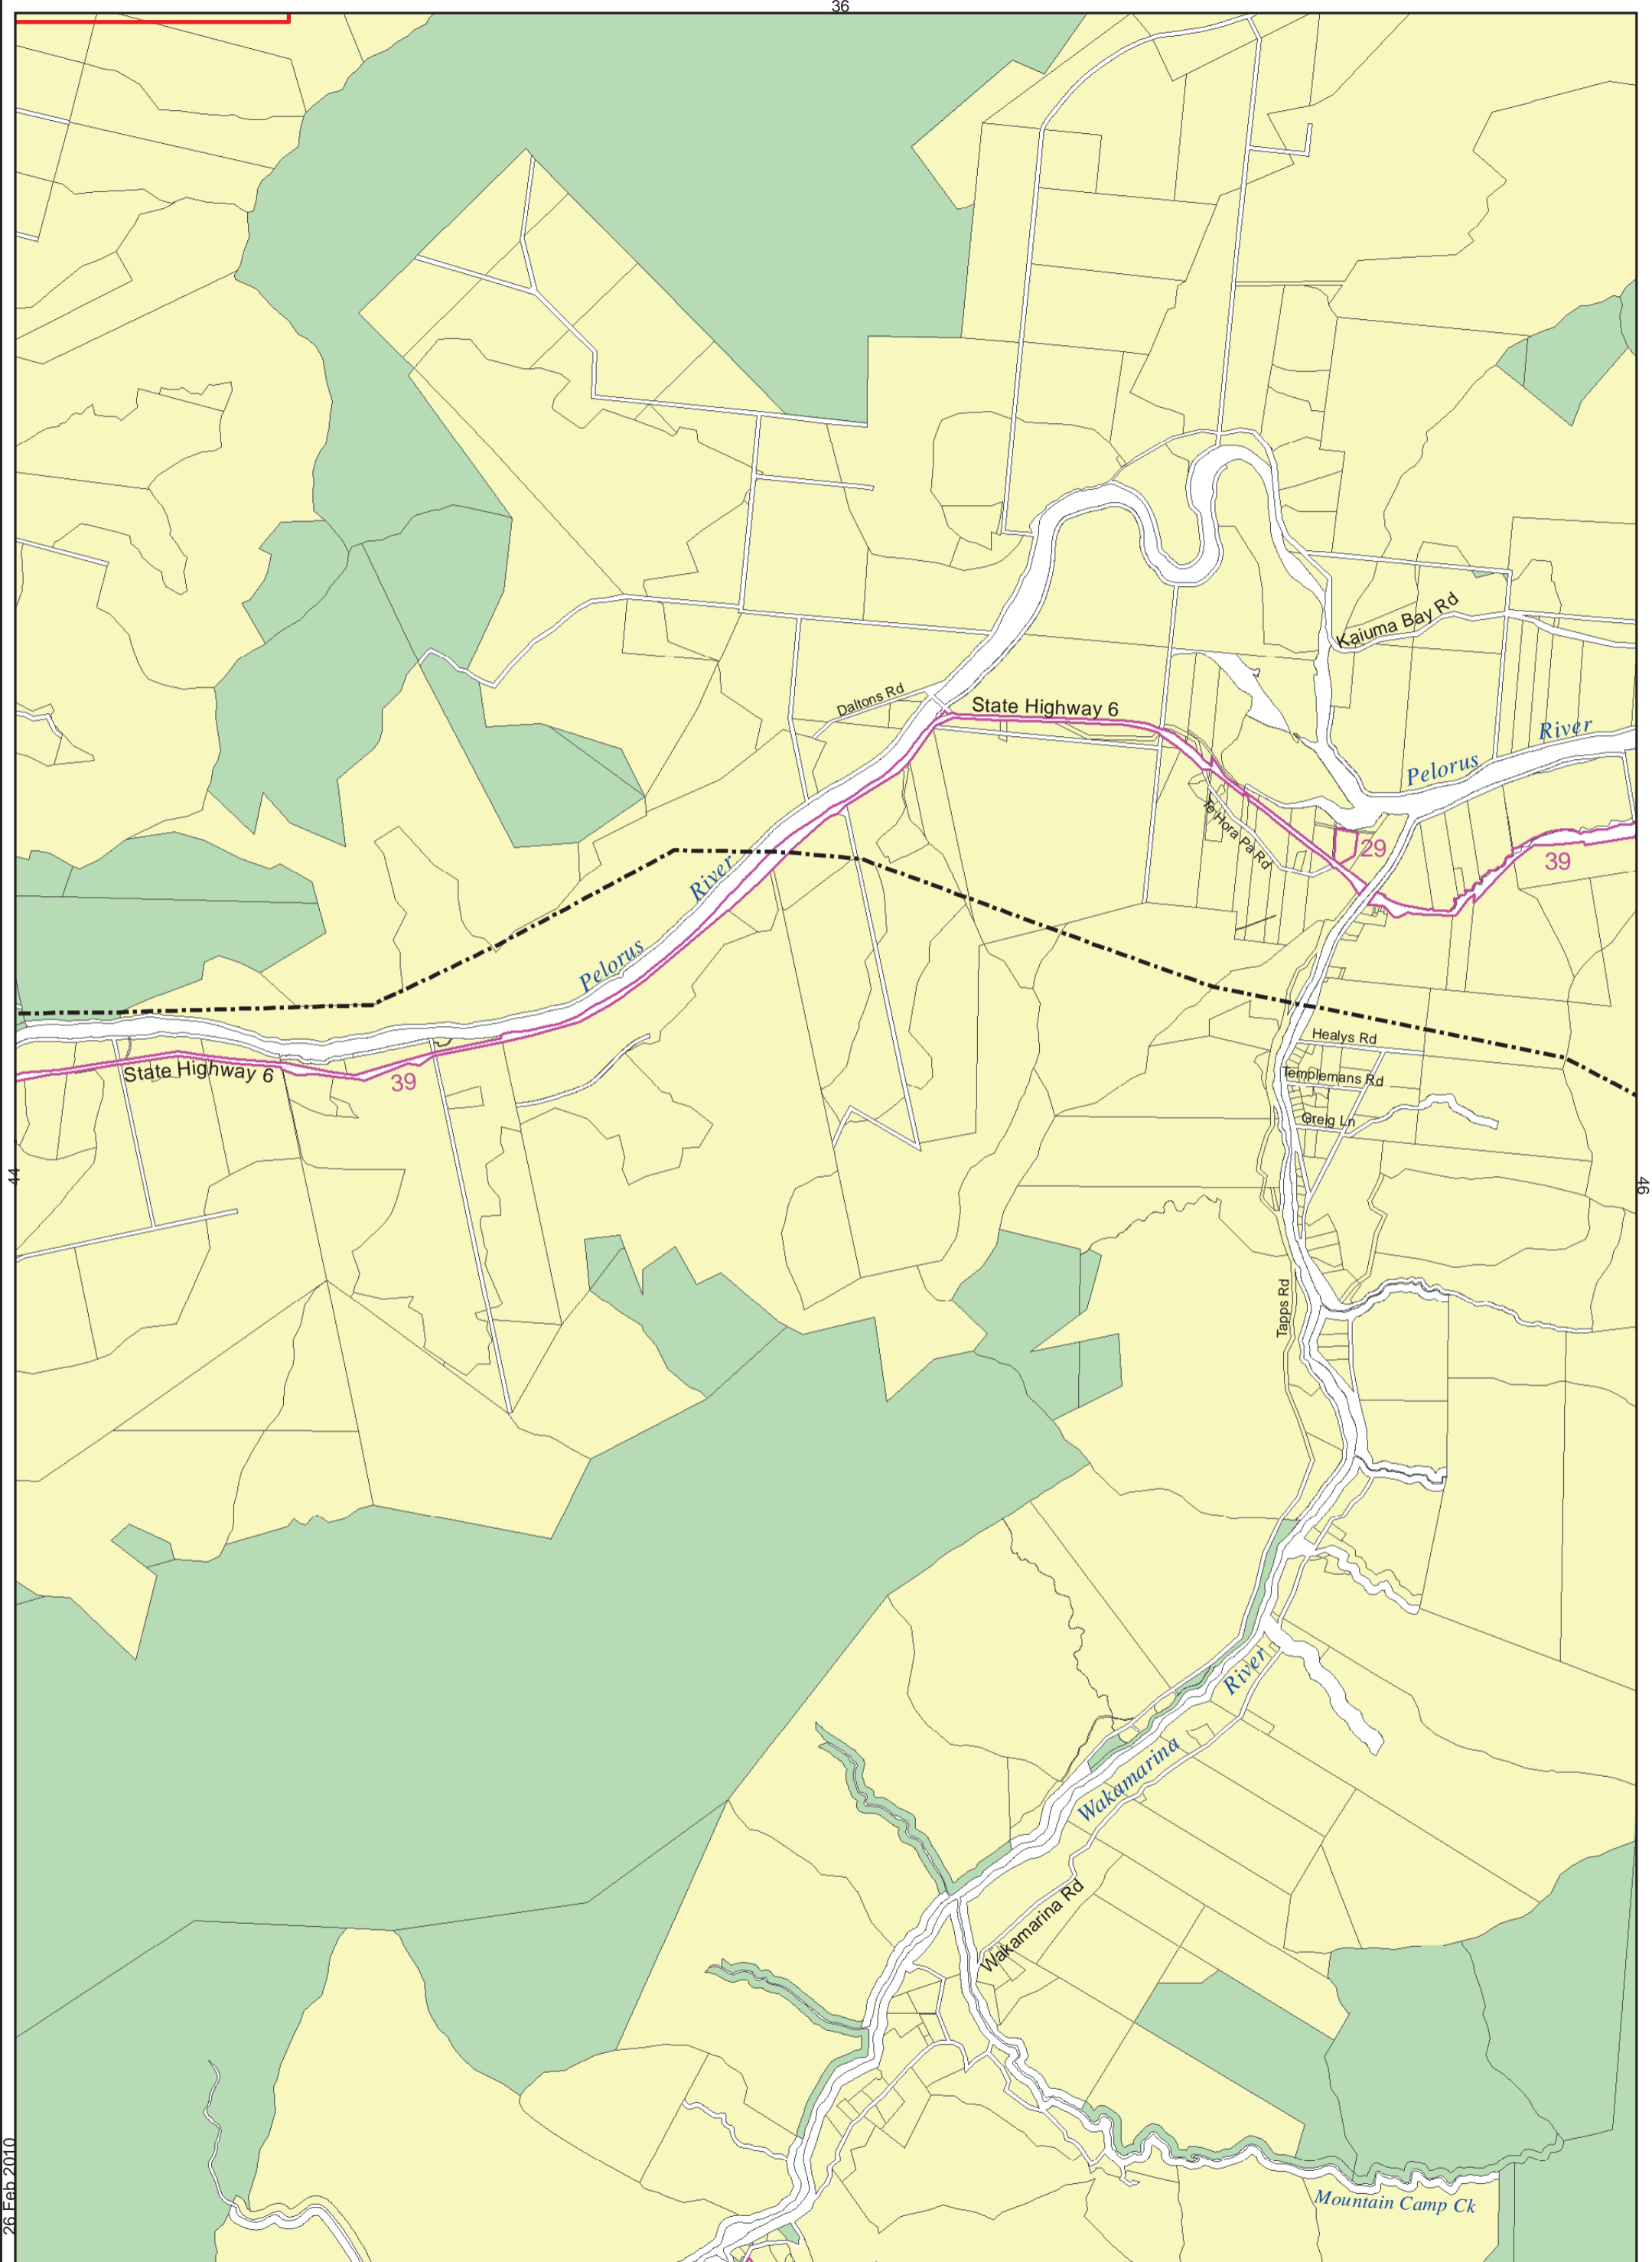 36
Kaiuma Bay Rd
Daltons Rd
State Highway 6
River
Pelorus
Te Hora Pa Rd
29
39
River
Pelorus
Healys Rd
State Highway 6
39
Templemans Rd
Greig Ln
44
46
Tapps Rd
River
Wakamarina
Wakamarina Rd
26 Feb 2010
Mountain Camp Ck